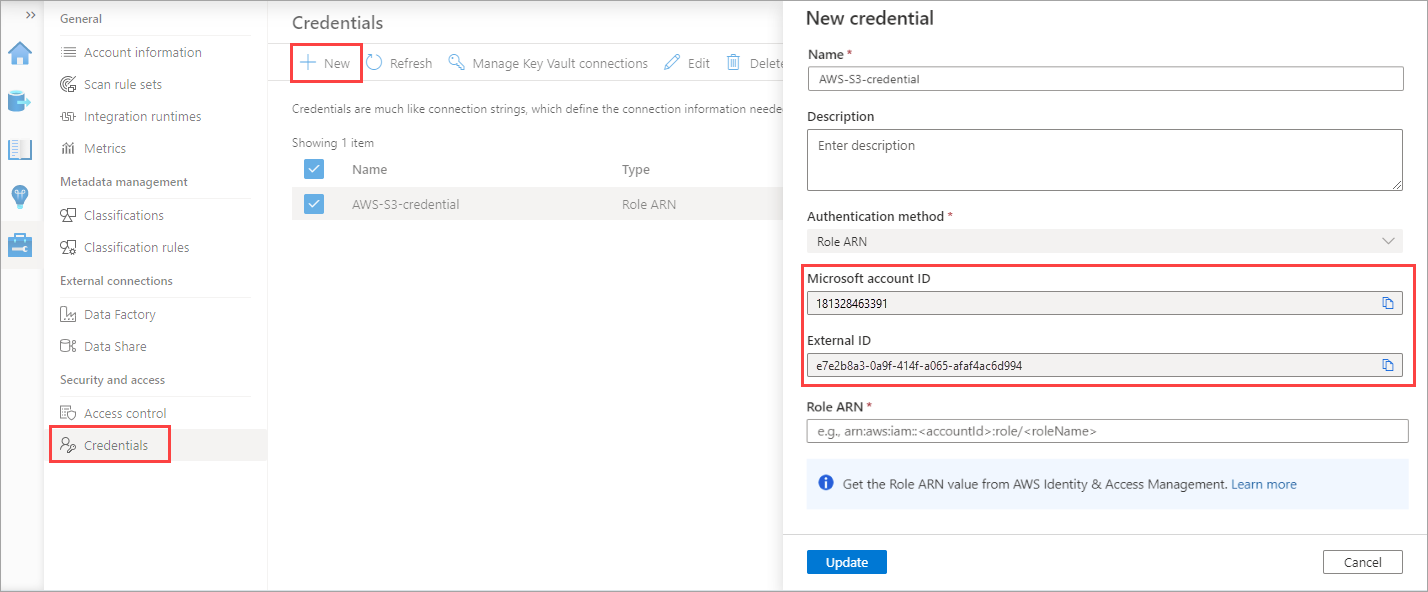 General
Account information
Scan rule sets
Integration runtimes
Metrics
Metadata management
Classifications
Classification rules
External connections
Data Factory
Data Share
Security and access
Access control
Credentials
Credentials
New
Refresh
Manage Key Vault connections
Edit
Delete
Credentials are much like connection strings, which define the connection information neede
Showing 1 item
Name Type
AWS-S3-credential Role ARN
New credential
Name *
AWS-S3-credential
Description
Enter description
Authentication method *
Role ARN
Microsoft account ID
181328463391
External ID
e7e2b8a3-0a9f-414f-a065-afaf4ac6d994
Role ARN *
e.g., arn:aws:iam::<accountId>:role/<roleName>
Get the Role ARN value from AWS Identity & Access Management. Learn more
Update Cancel